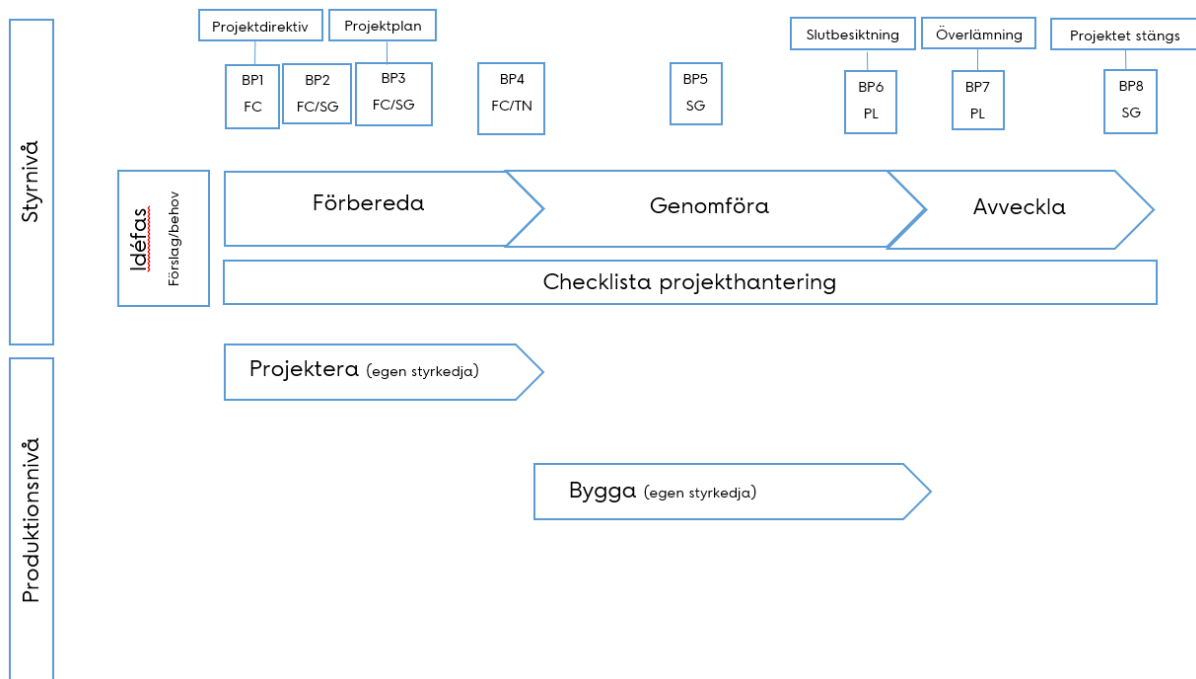 Styrnivå
Projektdirektiv
Projektplan
Slutbesiktning
Överlämning
Projektet stängs
BP1
FC
BP2
FC/SG
BP3
FC/SG
BP4
FC/TN
BP5
SG
BP6
PL
BP7
PL
BP8
SG
Idéfas
Förslag/behov
Förbereda
Genomföra
Avveckla
Checklista projekthantering
Produktionsnivå
Projektera (egen styrkedja)
Bygga (egen styrkedja)